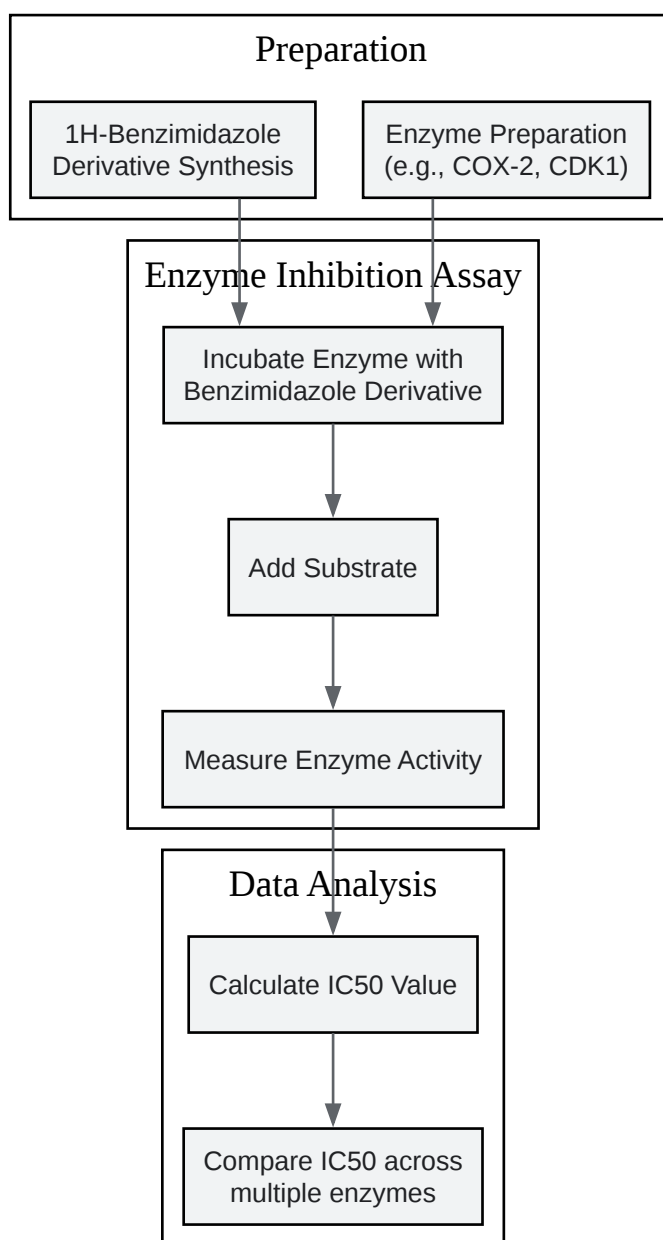 Preparation
1H-Benzimidazole
Derivative Synthesis
Enzyme Preparation
(e.g., COX-2, CDK1)
Enzyme Inhibition Assay
Incubate Enzyme with
Benzimidazole Derivative
Add Substrate
Measure Enzyme Activity
Data Analysis
Calculate IC50 Value
Compare IC50 across
multiple enzymes